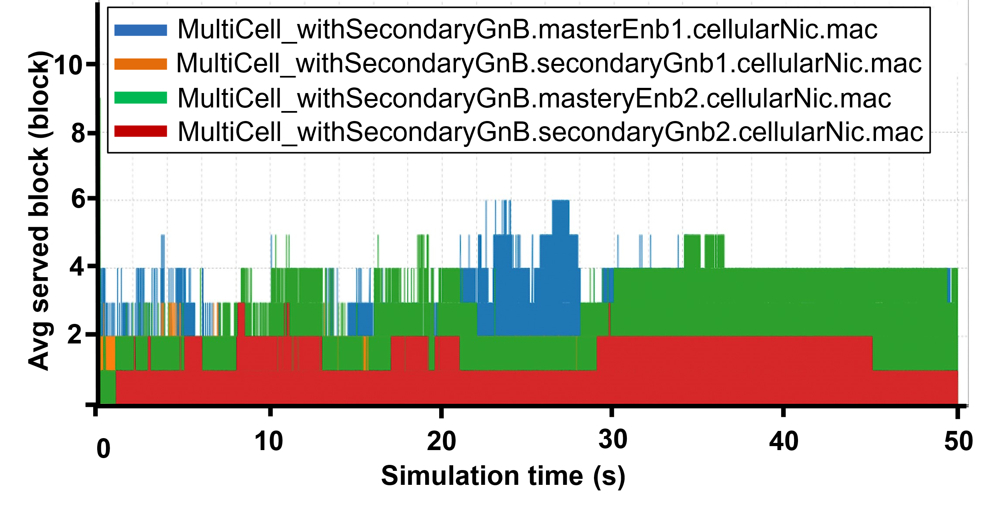 MultiCell_withSecondaryGnB.masterEnb1.cellularNic.mac
MultiCell_withSecondaryGnB.secondaryGnb1.cellularNic.mac
MultiCell_withSecondaryGnB.masteryEnb2.cellularNic.mac
MultiCell_withSecondaryGnB.secondaryGnb2.cellularNic.mac
Avg served block (block)
10
8
6
4
2
0 10 20 30 40 50
Simulation time (s)